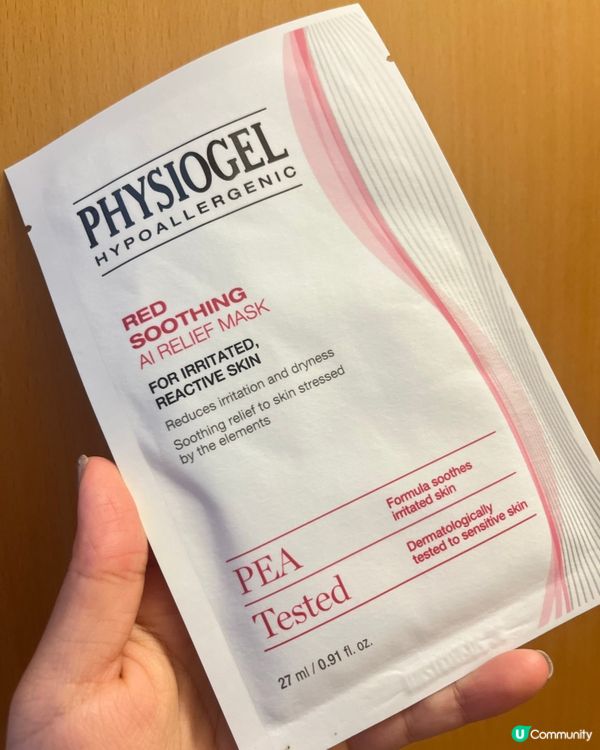 PHYSIOGEL
HYPOALLERGENIC
RED
SOOTHING
AI RELIEF MASK
FOR IRRITATED,
REACTIVE SKIN
Reduces irritation and dryness
Soothing relief to skin stressed
by the elements
PEA
Formula soothes
irritated skin
Tested
Dermatologically
tested to sensitive skin
27 ml / 0.91 fl. oz.
U Community